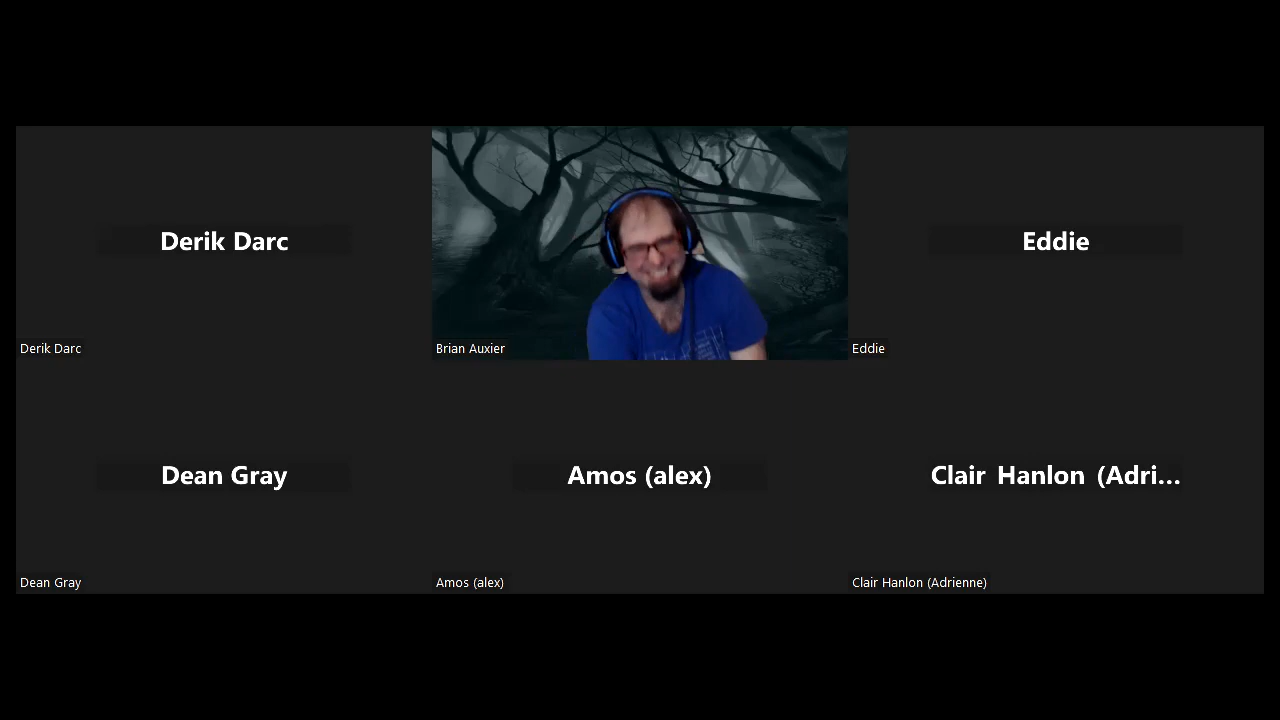 Derik Darc
Eddie
Derik Darc
Brian Auxier
Eddie
Dean Gray
Amos (alex)
Clair Hanlon (Adri...
Dean Gray
Amos (alex)
Clair Hanlon (Adrienne)